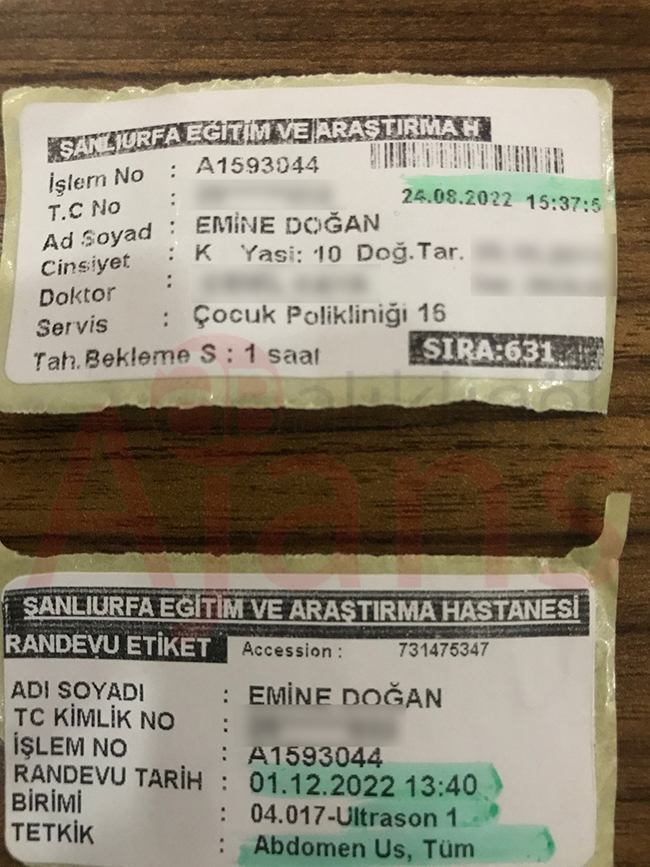 ŞANLIURFA EĞİTİM VE ARAŞTIRMA H
İşlem No : A1593044
24.08.2022 15:37:5
T.C No :
Ad Soyad : EMİNE DOĞAN
Cinsiyet : K Yasi: 10 Doğ.Tar.
Doktor :
Servis : Çocuk Polikliniği 16
Tah.Bekleme S : 1 saat
SIRA:631
Ajans
ŞANLIURFA EĞİTİM VE ARAŞTIRMA HASTANESİ
RANDEVU ETİKET Accession : 731475347
ADI SOYADI : EMİNE DOĞAN
TC KİMLİK NO :
İŞLEM NO : A1593044
RANDEVU TARİH : 01.12.2022 13:40
BİRİMİ : 04.017-Ultrason 1
TETKİK : Abdomen Us, Tüm